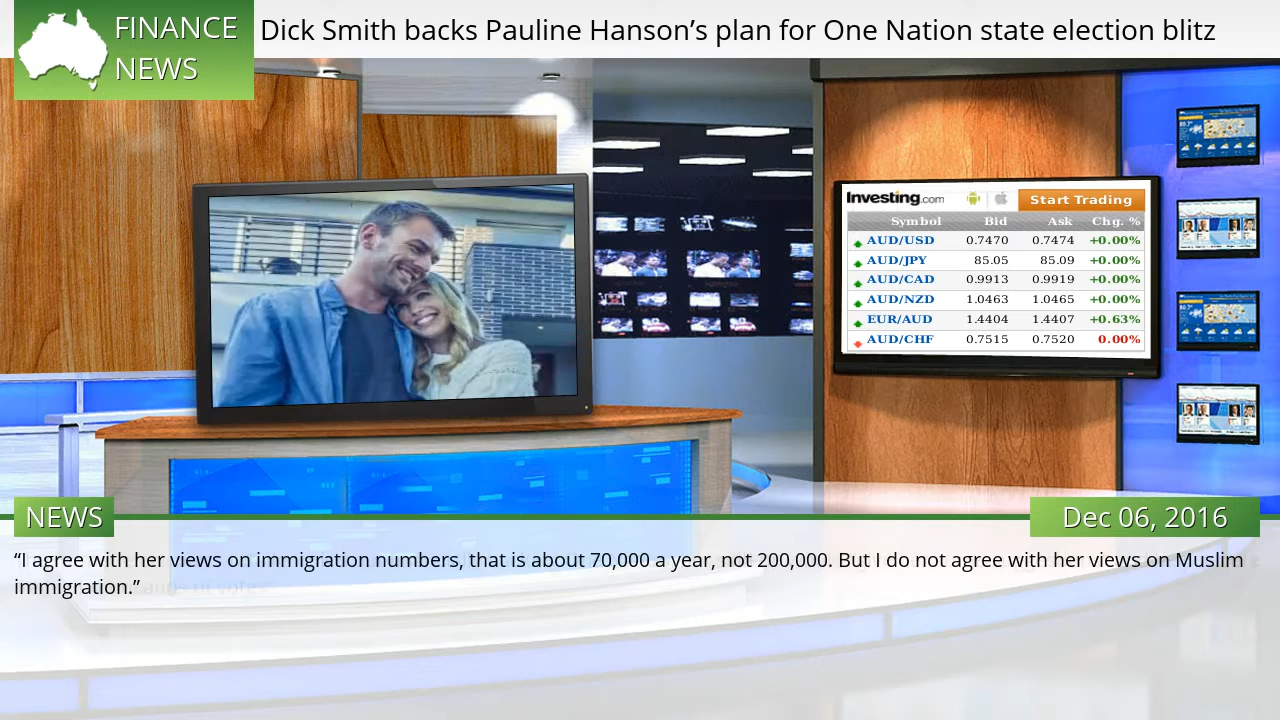 FINANCE
NEWS
Dick Smith backs Pauline Hanson’s plan for One Nation state election blitz
Investing.com Start Trading
Symbol Bid Ask Chg. %
AUD/USD 0.7470 0.7474 +0.00%
AUD/JPY 85.05 85.09 +0.00%
AUD/CAD 0.9913 0.9919 +0.00%
AUD/NZD 1.0463 1.0465 +0.00%
EUR/AUD 1.4404 1.4407 +0.63%
AUD/CHF 0.7515 0.7520 0.00%
NEWS
Dec 06, 2016
“I agree with her views on immigration numbers, that is about 70,000 a year, not 200,000. But I do not agree with her views on Muslim
immigration.”